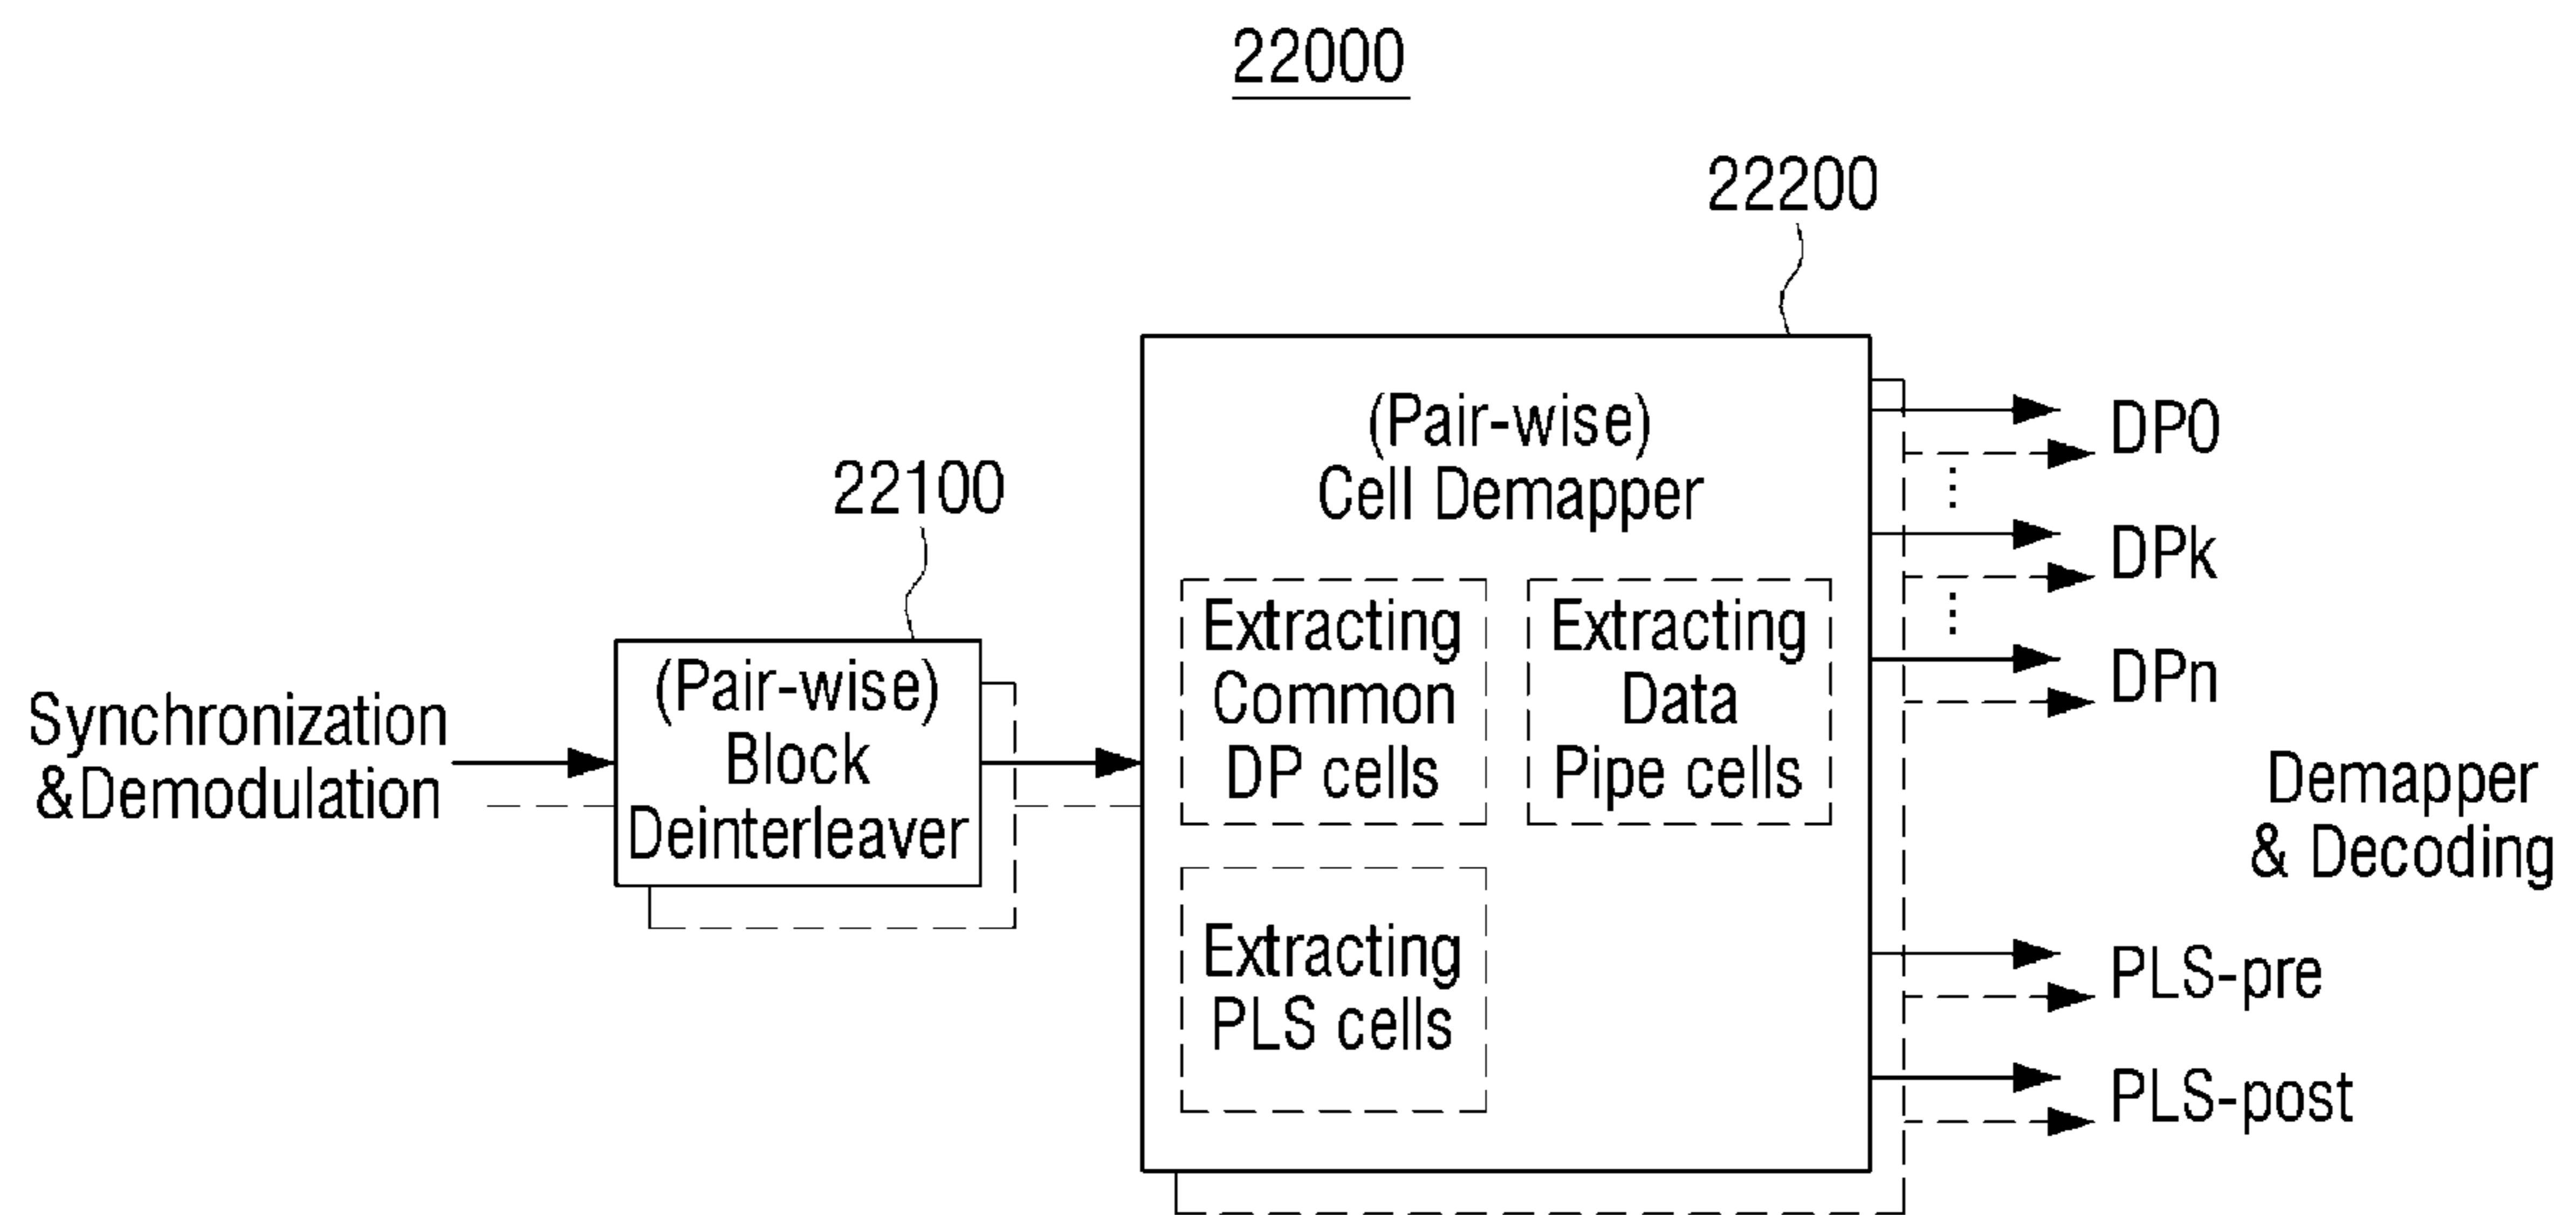 22000
22200
22100
Synchronization
&Demodulation
(Pair-wise)
Block
Deinterleaver
(Pair-wise)
Cell Demapper
Extracting
Common
DP cells
Extracting
Data
Pipe cells
Extracting
PLS cells
DP0
⋮
DPk
⋮
DPn
Demapper
& Decoding
PLS-pre
PLS-post